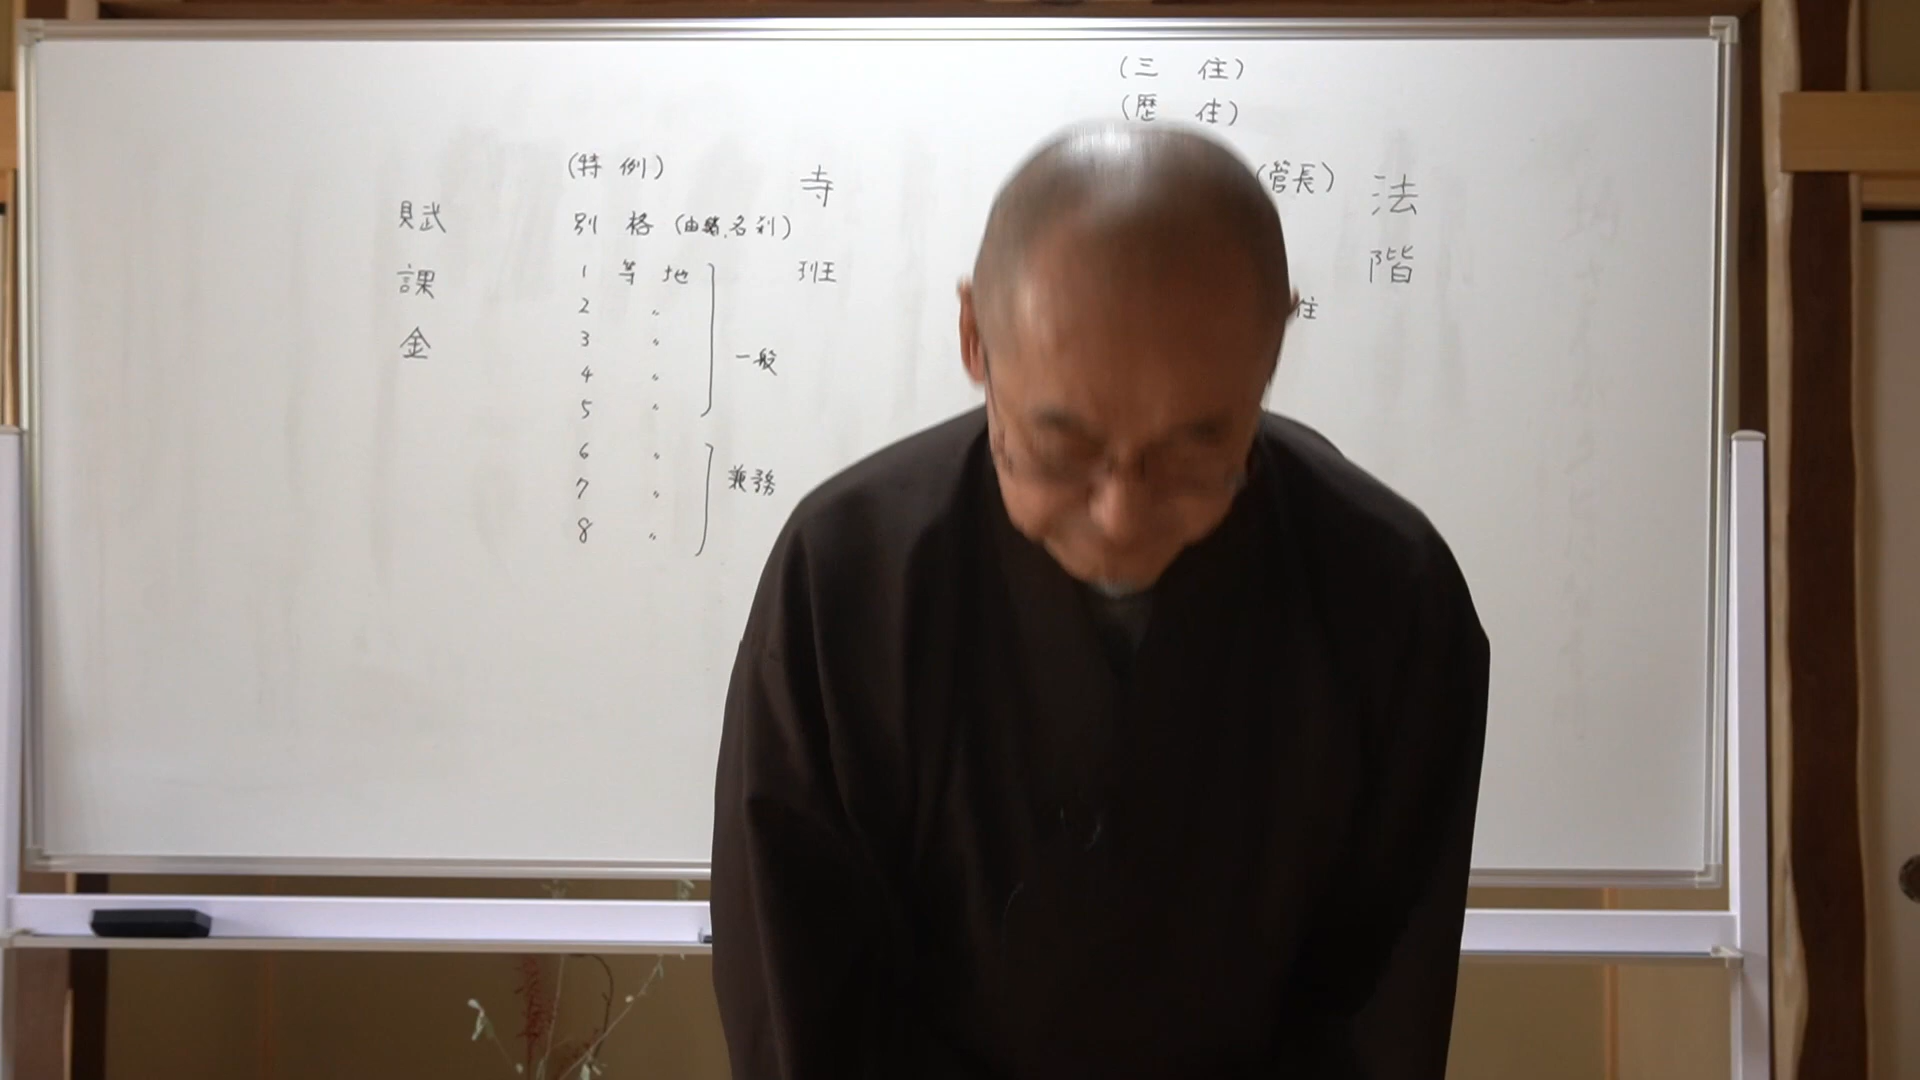 法階
(管長)
(三 住)
(歴 住)
住
寺班
(特例)
別格(由緒、名刹)
1 等地
2 〃
3 〃
4 〃
5 〃
一般
6 〃
7 〃
8 〃
兼務
賦課金